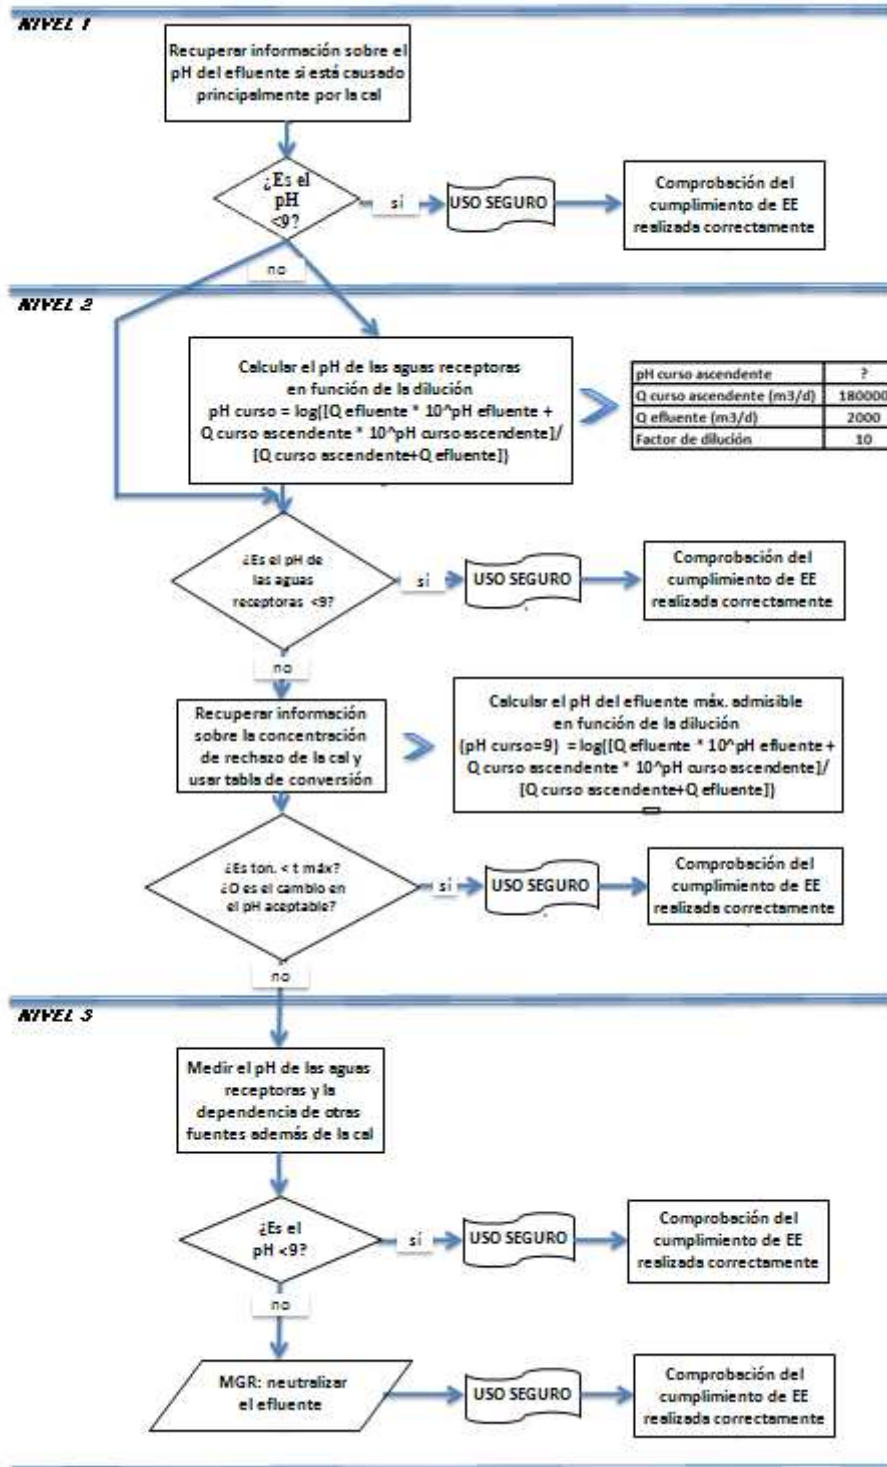 NIVEL 1
Recuperar información sobre el
pH del efluente si está causado
principalmente por la cal
¿Es el
pH
<9?
sí
USO SEGURO
Comprobación del
cumplimiento de EE
realizada correctamente
no
NIVEL 2
Calcular el pH de las aguas receptoras
en función de la dilución
pH curso = log([Q efluente * 10^pH efluente +
Q curso ascendente * 10^pH curso ascendente]/
[Q curso ascendente+Q efluente])
pH curso ascendente ?
Q curso ascendente (m3/d) 180000
Q efluente (m3/d) 2000
Factor de dilución 10
¿Es el pH de
las aguas
receptoras <9?
sí
USO SEGURO
Comprobación del
cumplimiento de EE
realizada correctamente
no
Recuperar información
sobre la concentración
de rechazo de la cal y
usar tabla de conversión
Calcular el pH del efluente máx. admisible
en función de la dilución
(pH curso=9) = log([Q efluente * 10^pH efluente +
Q curso ascendente * 10^pH curso ascendente]/
[Q curso ascendente+Q efluente])
¿Es ton. < t máx?
¿O es el cambio en
el pH aceptable?
sí
USO SEGURO
Comprobación del
cumplimiento de EE
realizada correctamente
no
NIVEL 3
Medir el pH de las aguas
receptoras y la
dependencia de otras
fuentes además de la cal
¿Es el
pH <9?
sí
USO SEGURO
Comprobación del
cumplimiento de EE
realizada correctamente
no
MGR: neutralizar
el efluente
USO SEGURO
Comprobación del
cumplimiento de EE
realizada correctamente